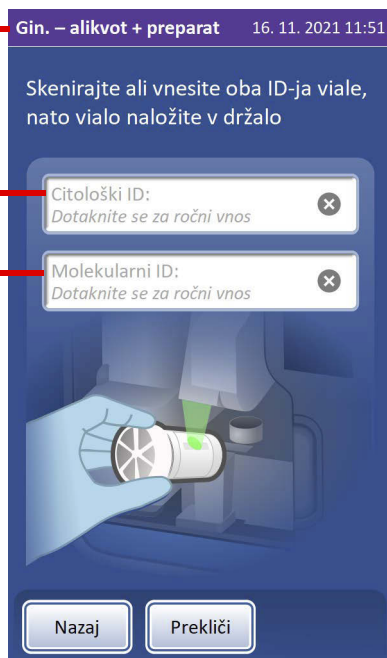 Gin. – alikvot + preparat 16. 11. 2021 11:51
Skenirajte ali vnesite oba ID-ja viale,
nato vialo naložite v držalo
Citološki ID:
Dotaknite se za ročni vnos
Molekularni ID:
Dotaknite se za ročni vnos
Nazaj Prekliči